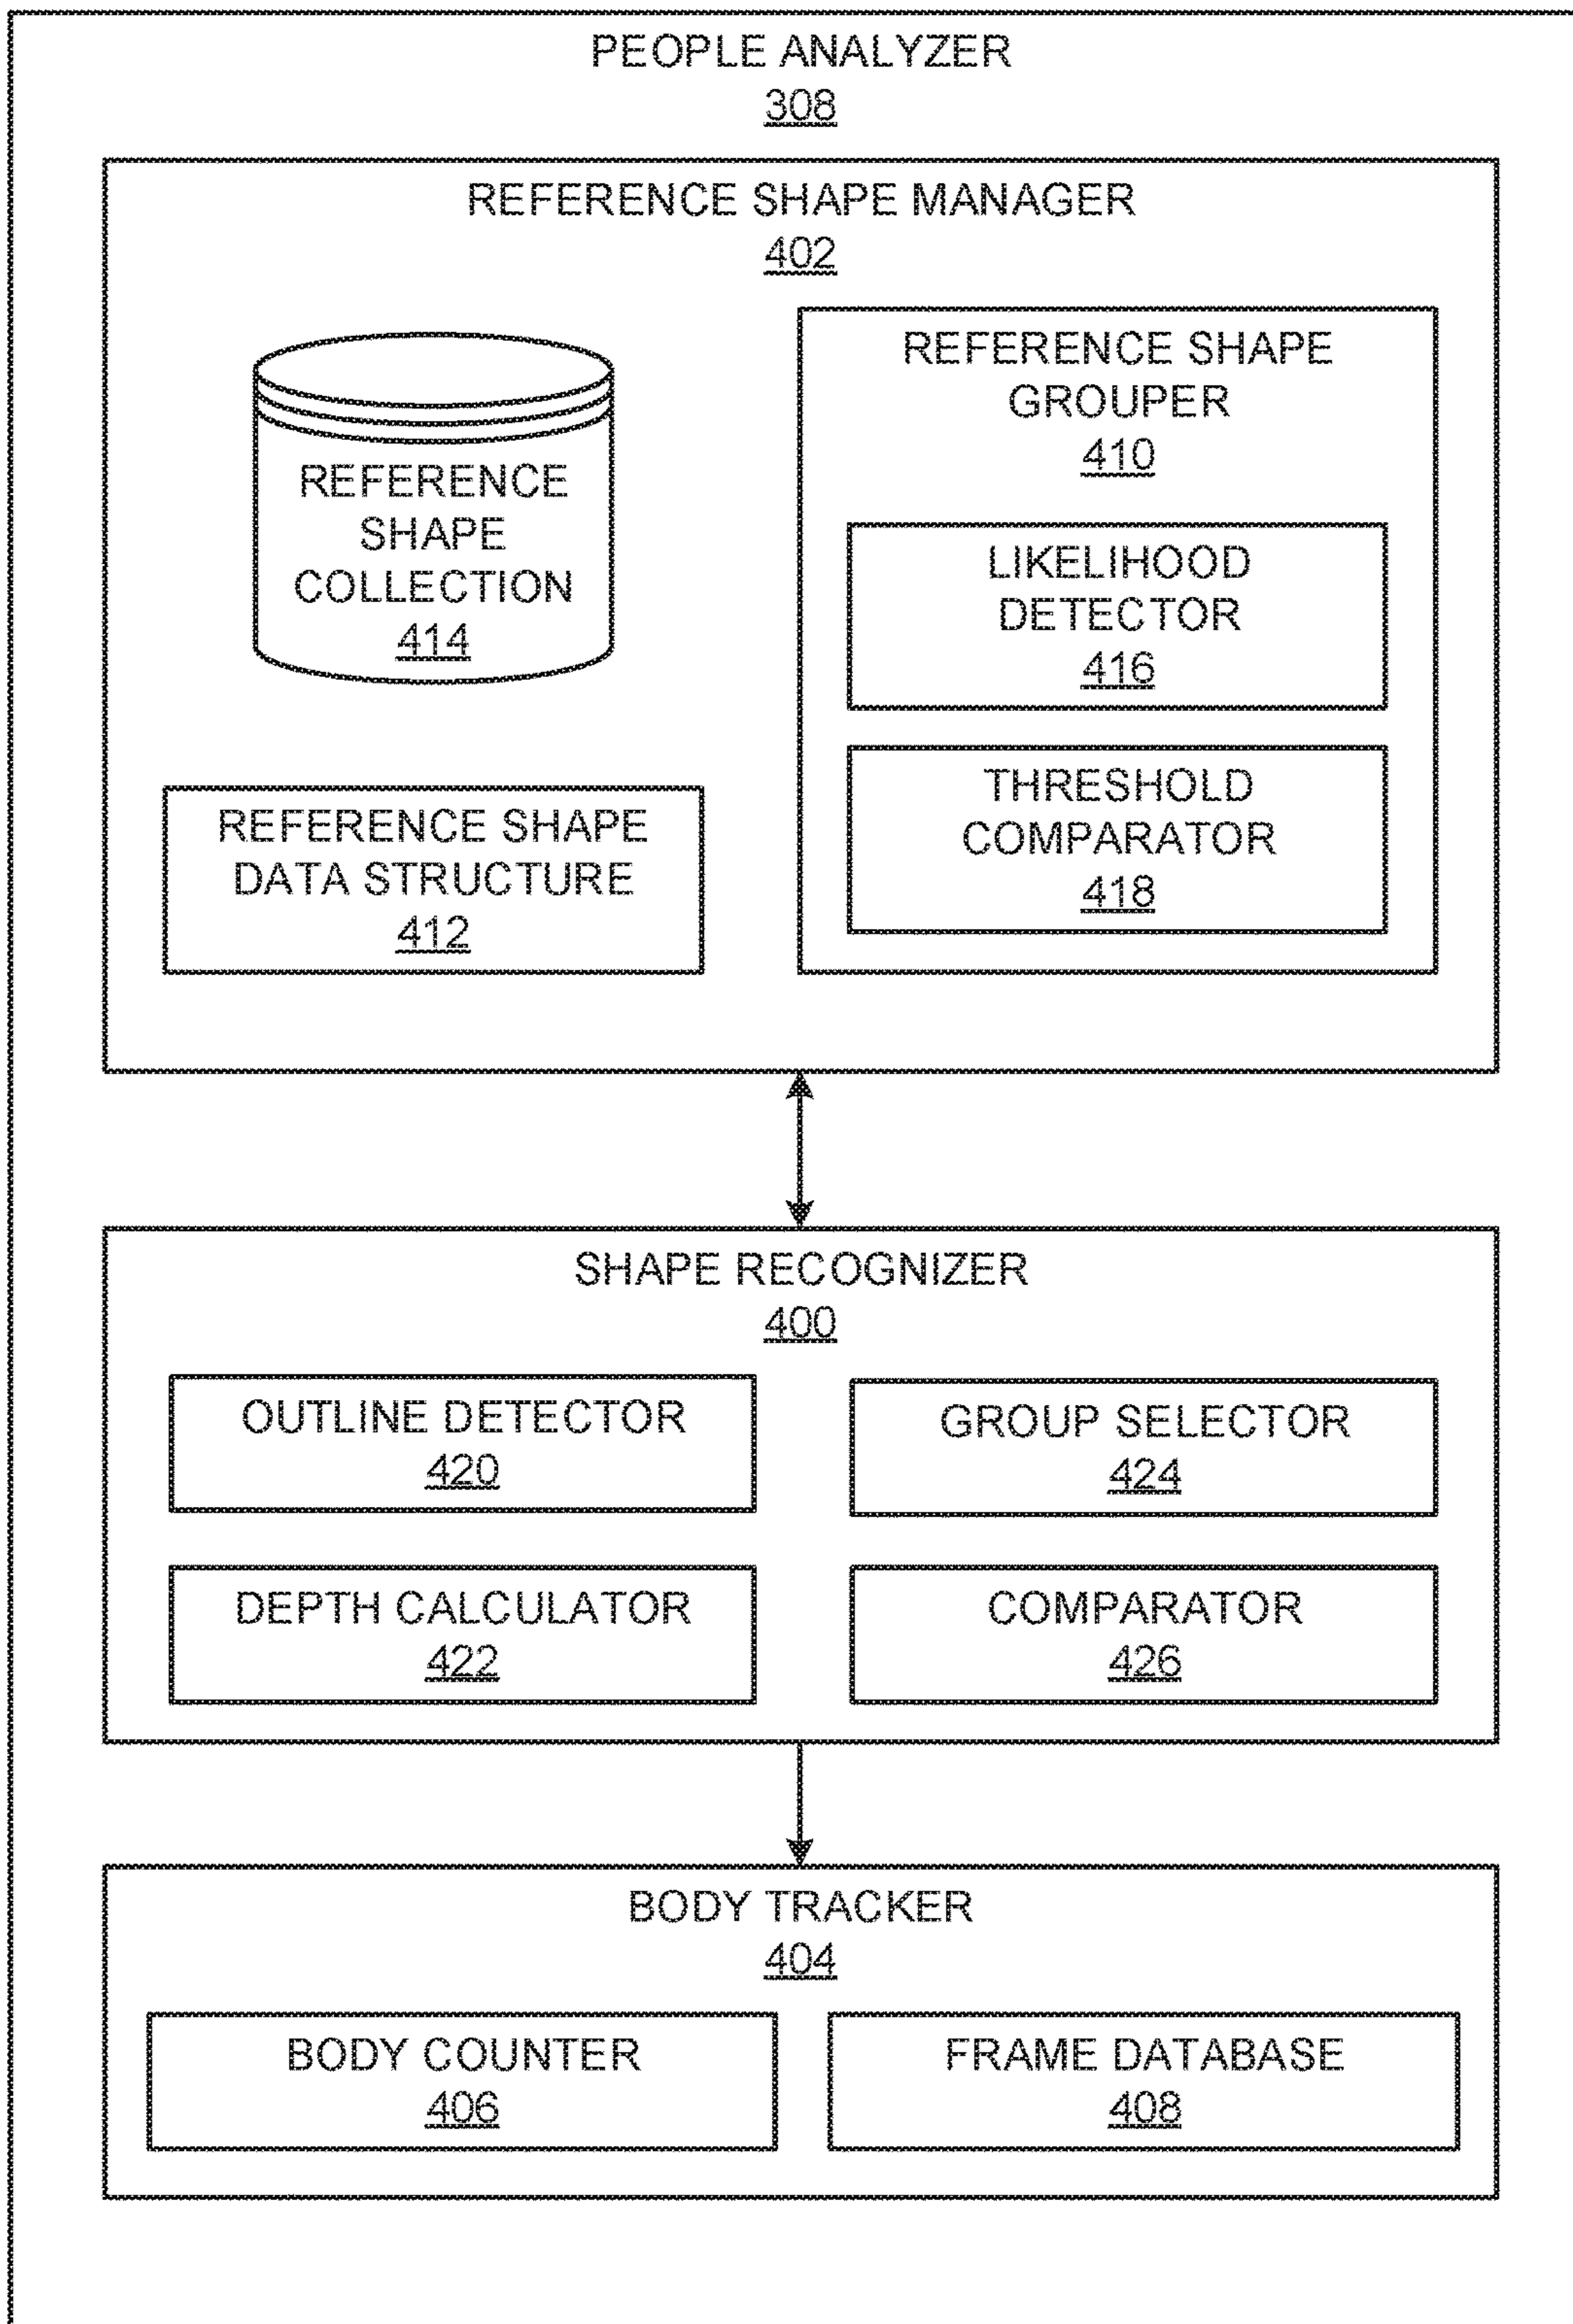 PEOPLE ANALYZER
308
REFERENCE SHAPE MANAGER
402
REFERENCE
SHAPE
COLLECTION
414
REFERENCE SHAPE
DATA STRUCTURE
412
REFERENCE SHAPE
GROUPER
410
LIKELIHOOD
DETECTOR
416
THRESHOLD
COMPARATOR
418
SHAPE RECOGNIZER
400
OUTLINE DETECTOR
420
GROUP SELECTOR
424
DEPTH CALCULATOR
422
COMPARATOR
426
BODY TRACKER
404
BODY COUNTER
406
FRAME DATABASE
408